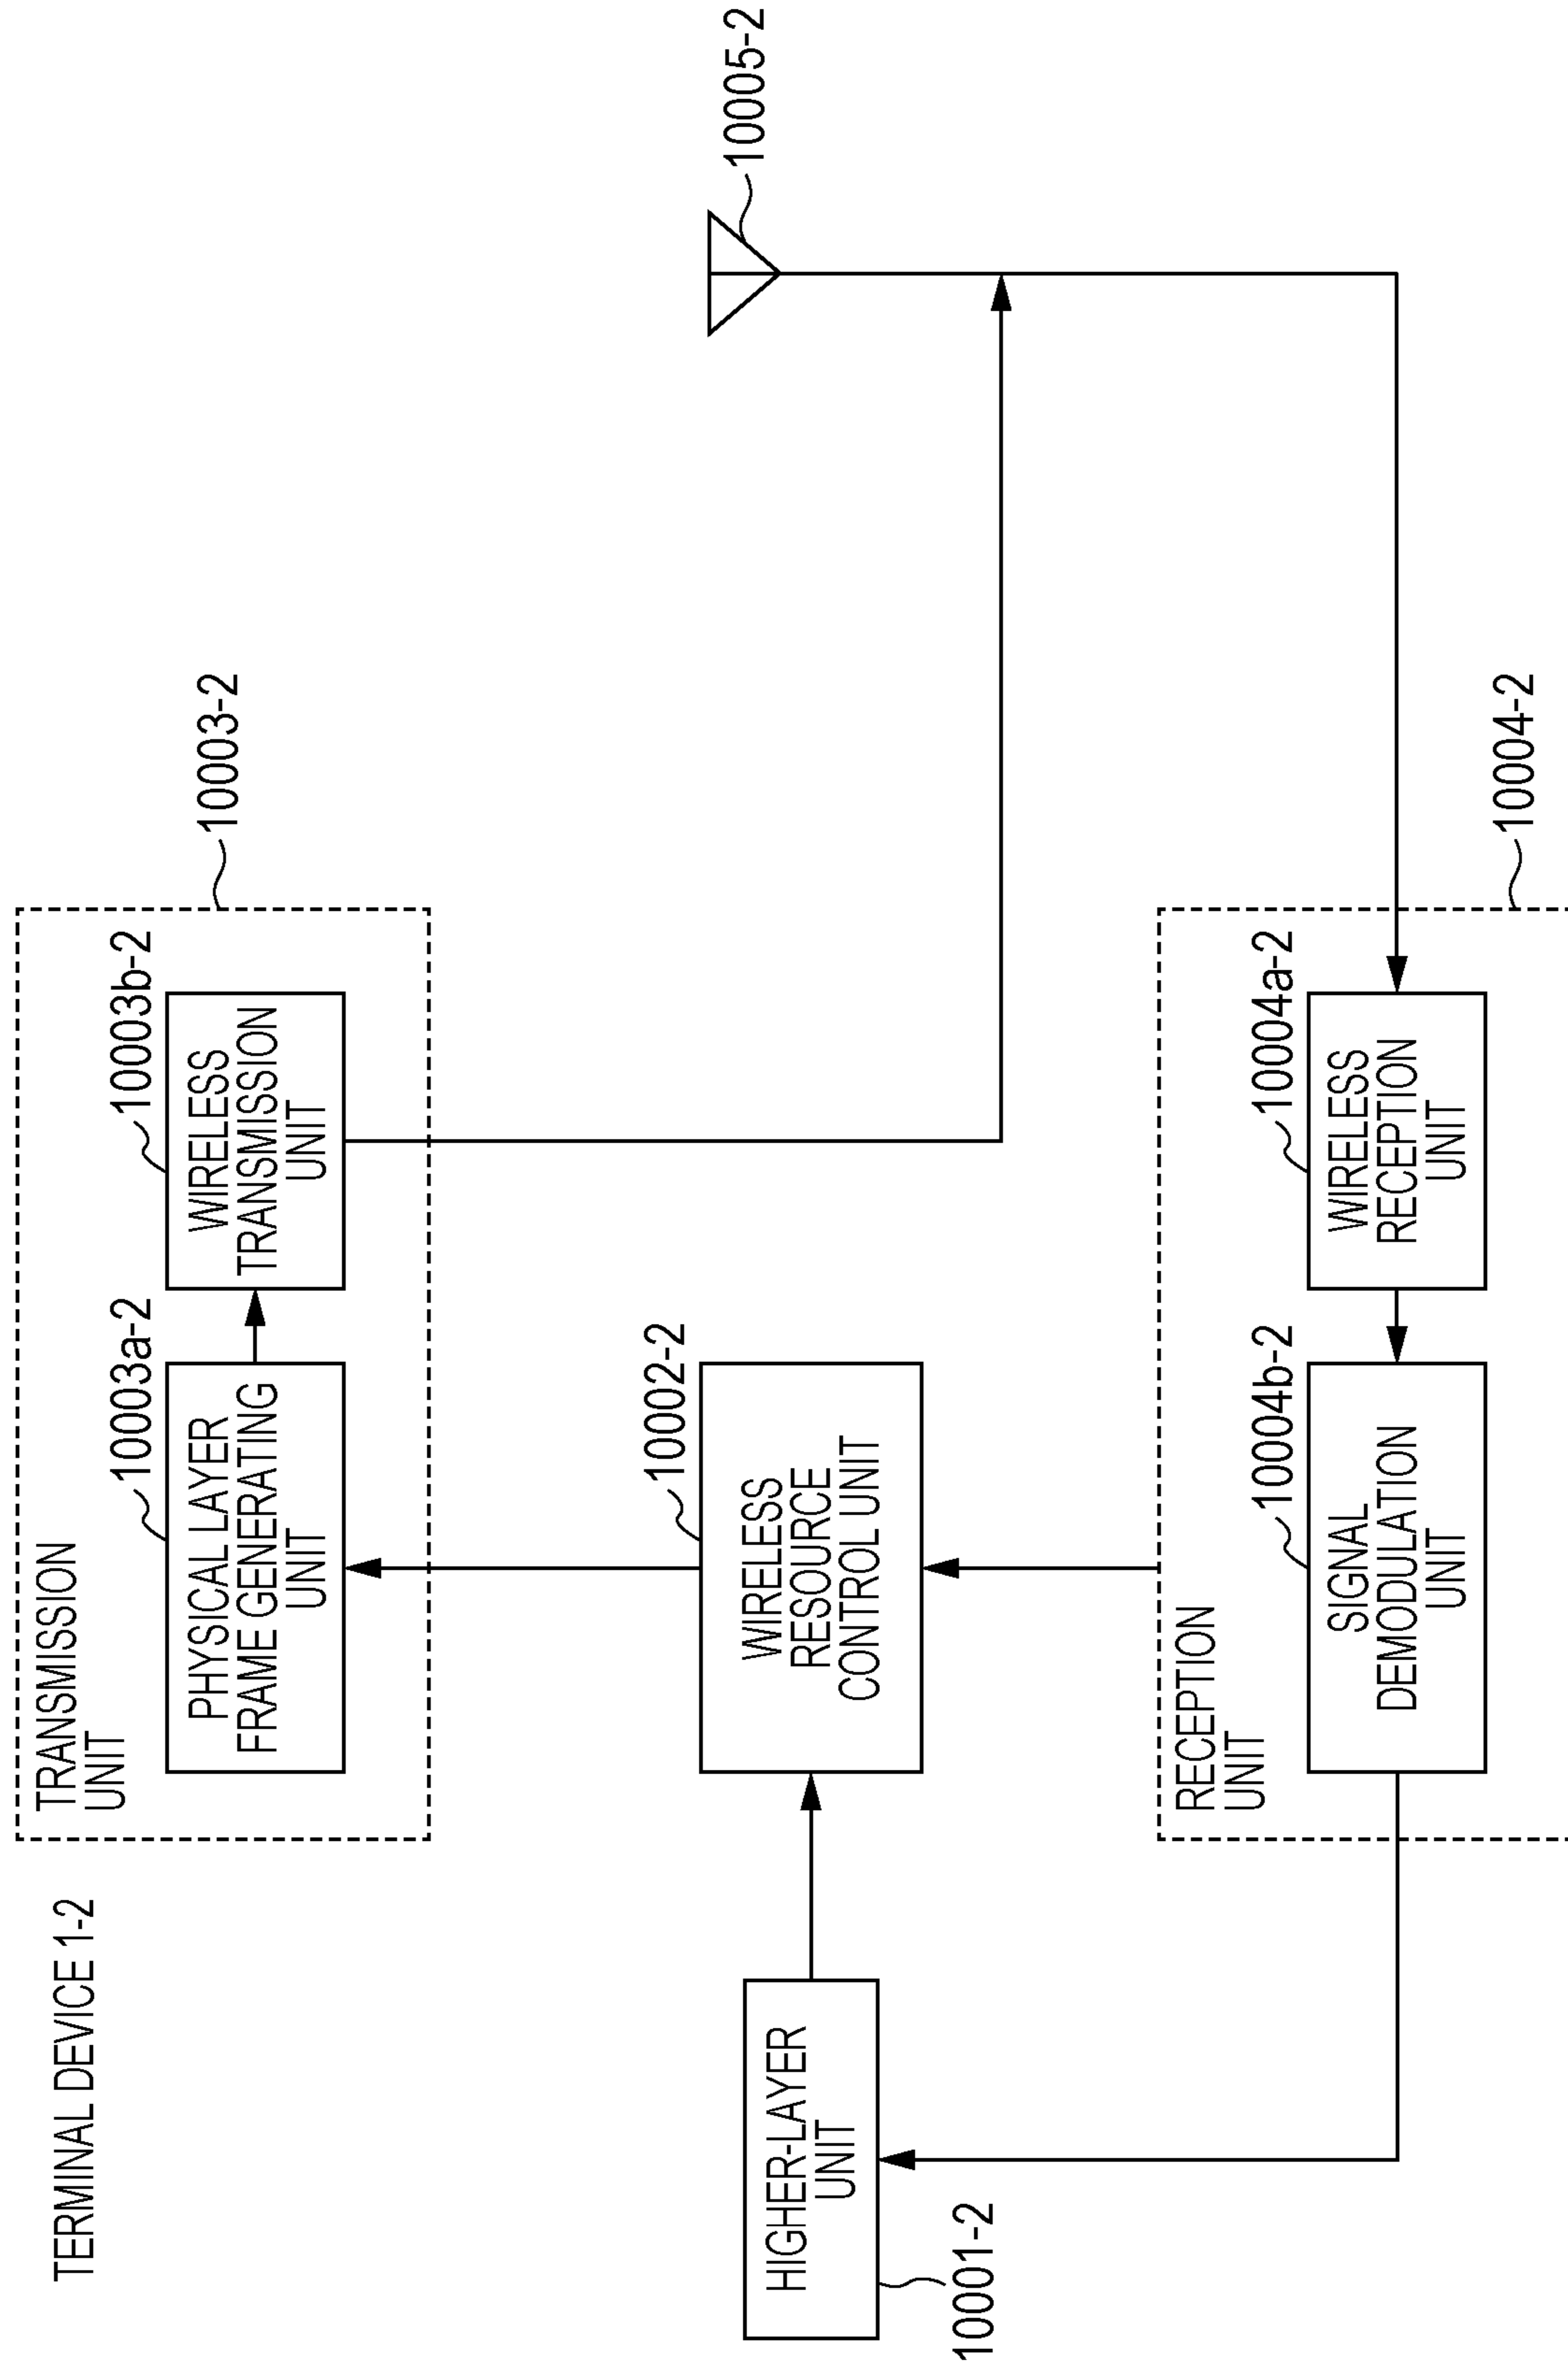 TERMINAL DEVICE 1-2
TRANSMISSION
UNIT
10003-2
10003a-2
PHYSICAL LAYER
FRAME GENERATING
UNIT
10003b-2
WIRELESS
TRANSMISSION
UNIT
10005-2
10002-2
WIRELESS
RESOURCE
CONTROL UNIT
HIGHER-LAYER
UNIT
10001-2
RECEPTION
UNIT
10004b-2
SIGNAL
DEMODULATION
UNIT
10004a-2
WIRELESS
RECEPTION
UNIT
10004-2